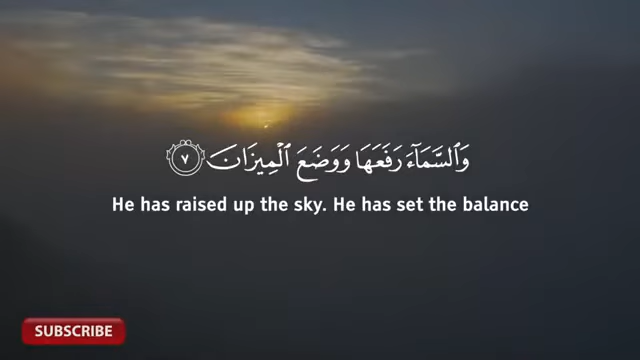 وَٱلسَّمَآءَ رَفَعَهَا وَوَضَعَ ٱلْمِيزَانَ ٧
He has raised up the sky. He has set the balance
SUBSCRIBE